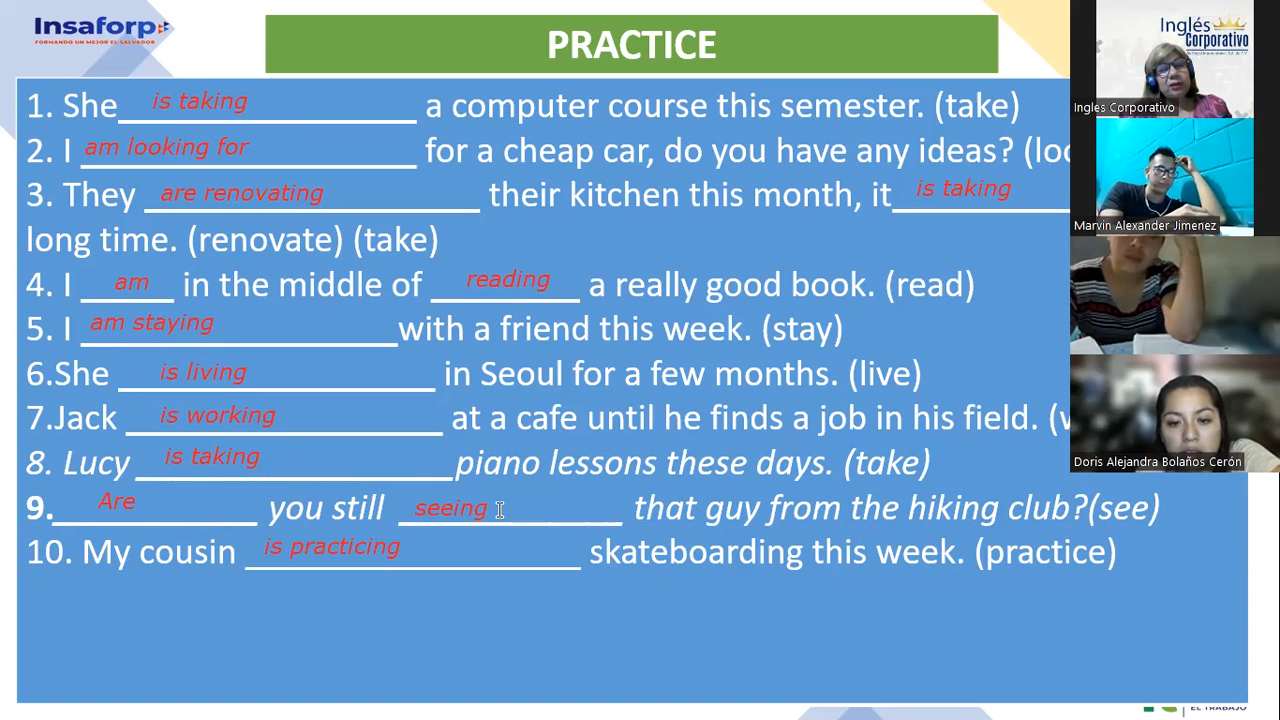 Insaforp
FORMANDO UN MEJOR EL SALVADOR
PRACTICE
1. She is taking a computer course this semester. (take)
2. I am looking for for a cheap car, do you have any ideas? (loo
3. They are renovating their kitchen this month, it is taking
long time. (renovate) (take)
4. I am in the middle of reading a really good book. (read)
5. I am staying with a friend this week. (stay)
6.She is living in Seoul for a few months. (live)
7.Jack is working at a cafe until he finds a job in his field. (
8. Lucy is taking piano lessons these days. (take)
9. Are you still seeing that guy from the hiking club?(see)
10. My cousin is practicing skateboarding this week. (practice)
Inglés
Corporativo
Ingles Corporativo
Marvin Alexander Jimenez
Doris Alejandra Bolaños Cerón
EL TRABAJO